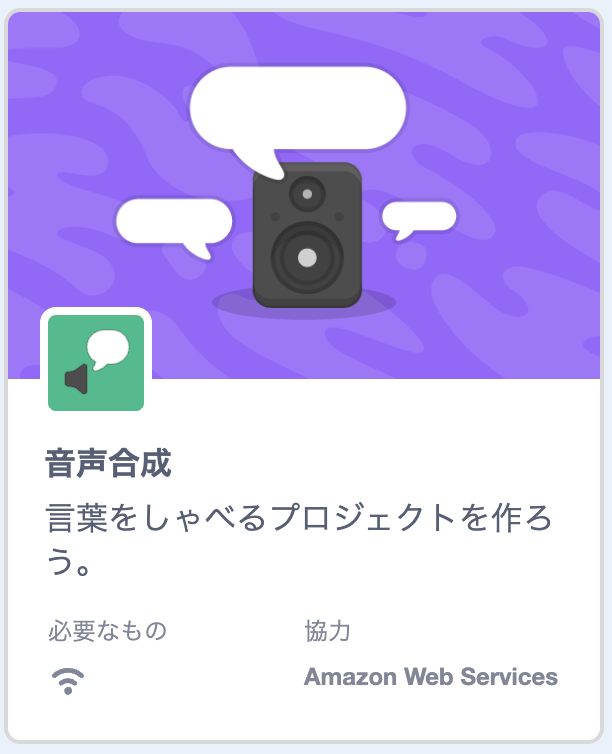 音声合成
言葉をしゃべるプロジェクトを作ろ
う。
必要なもの
協力
Amazon Web Services